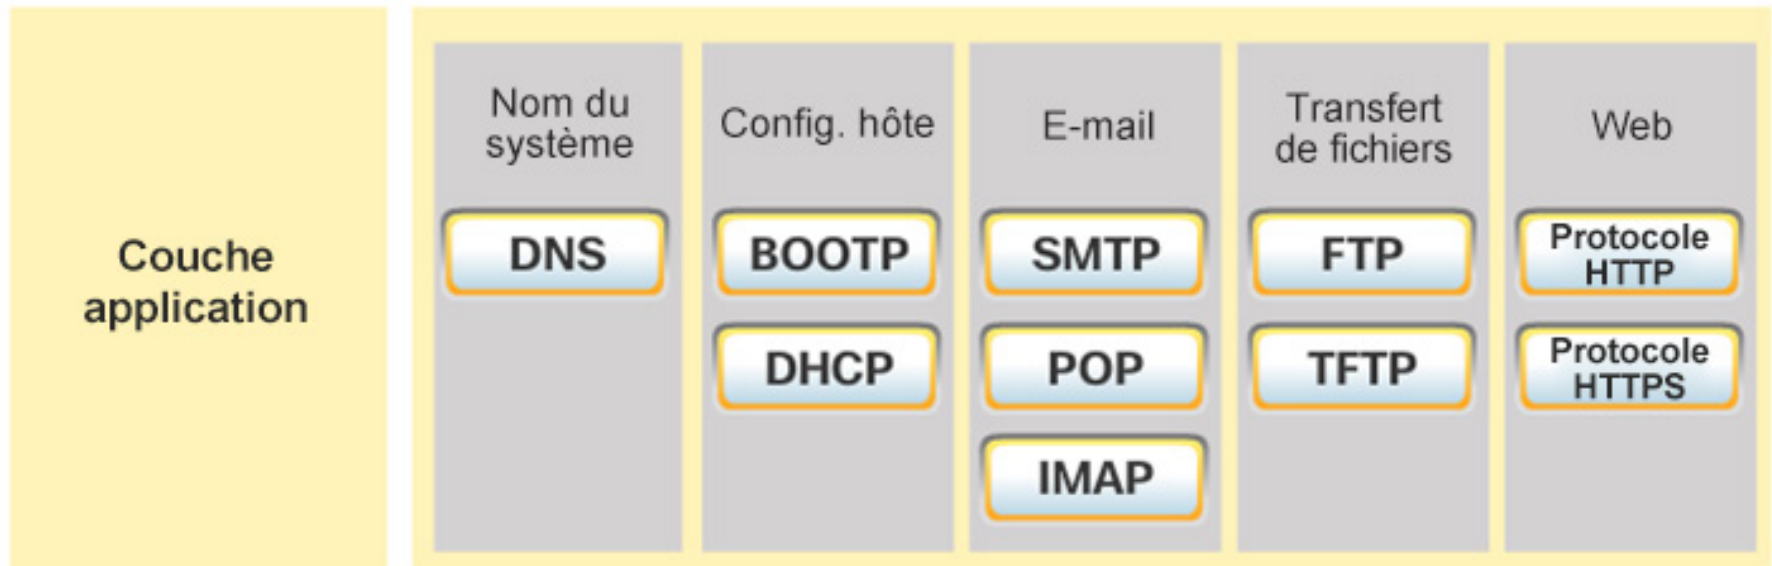 Couche
application
Nom du
système
DNS
Config. hôte
BOOTP
DHCP
E-mail
SMTP
POP
IMAP
Transfert
de fichiers
FTP
TFTP
Web
Protocole
HTTP
Protocole
HTTPS